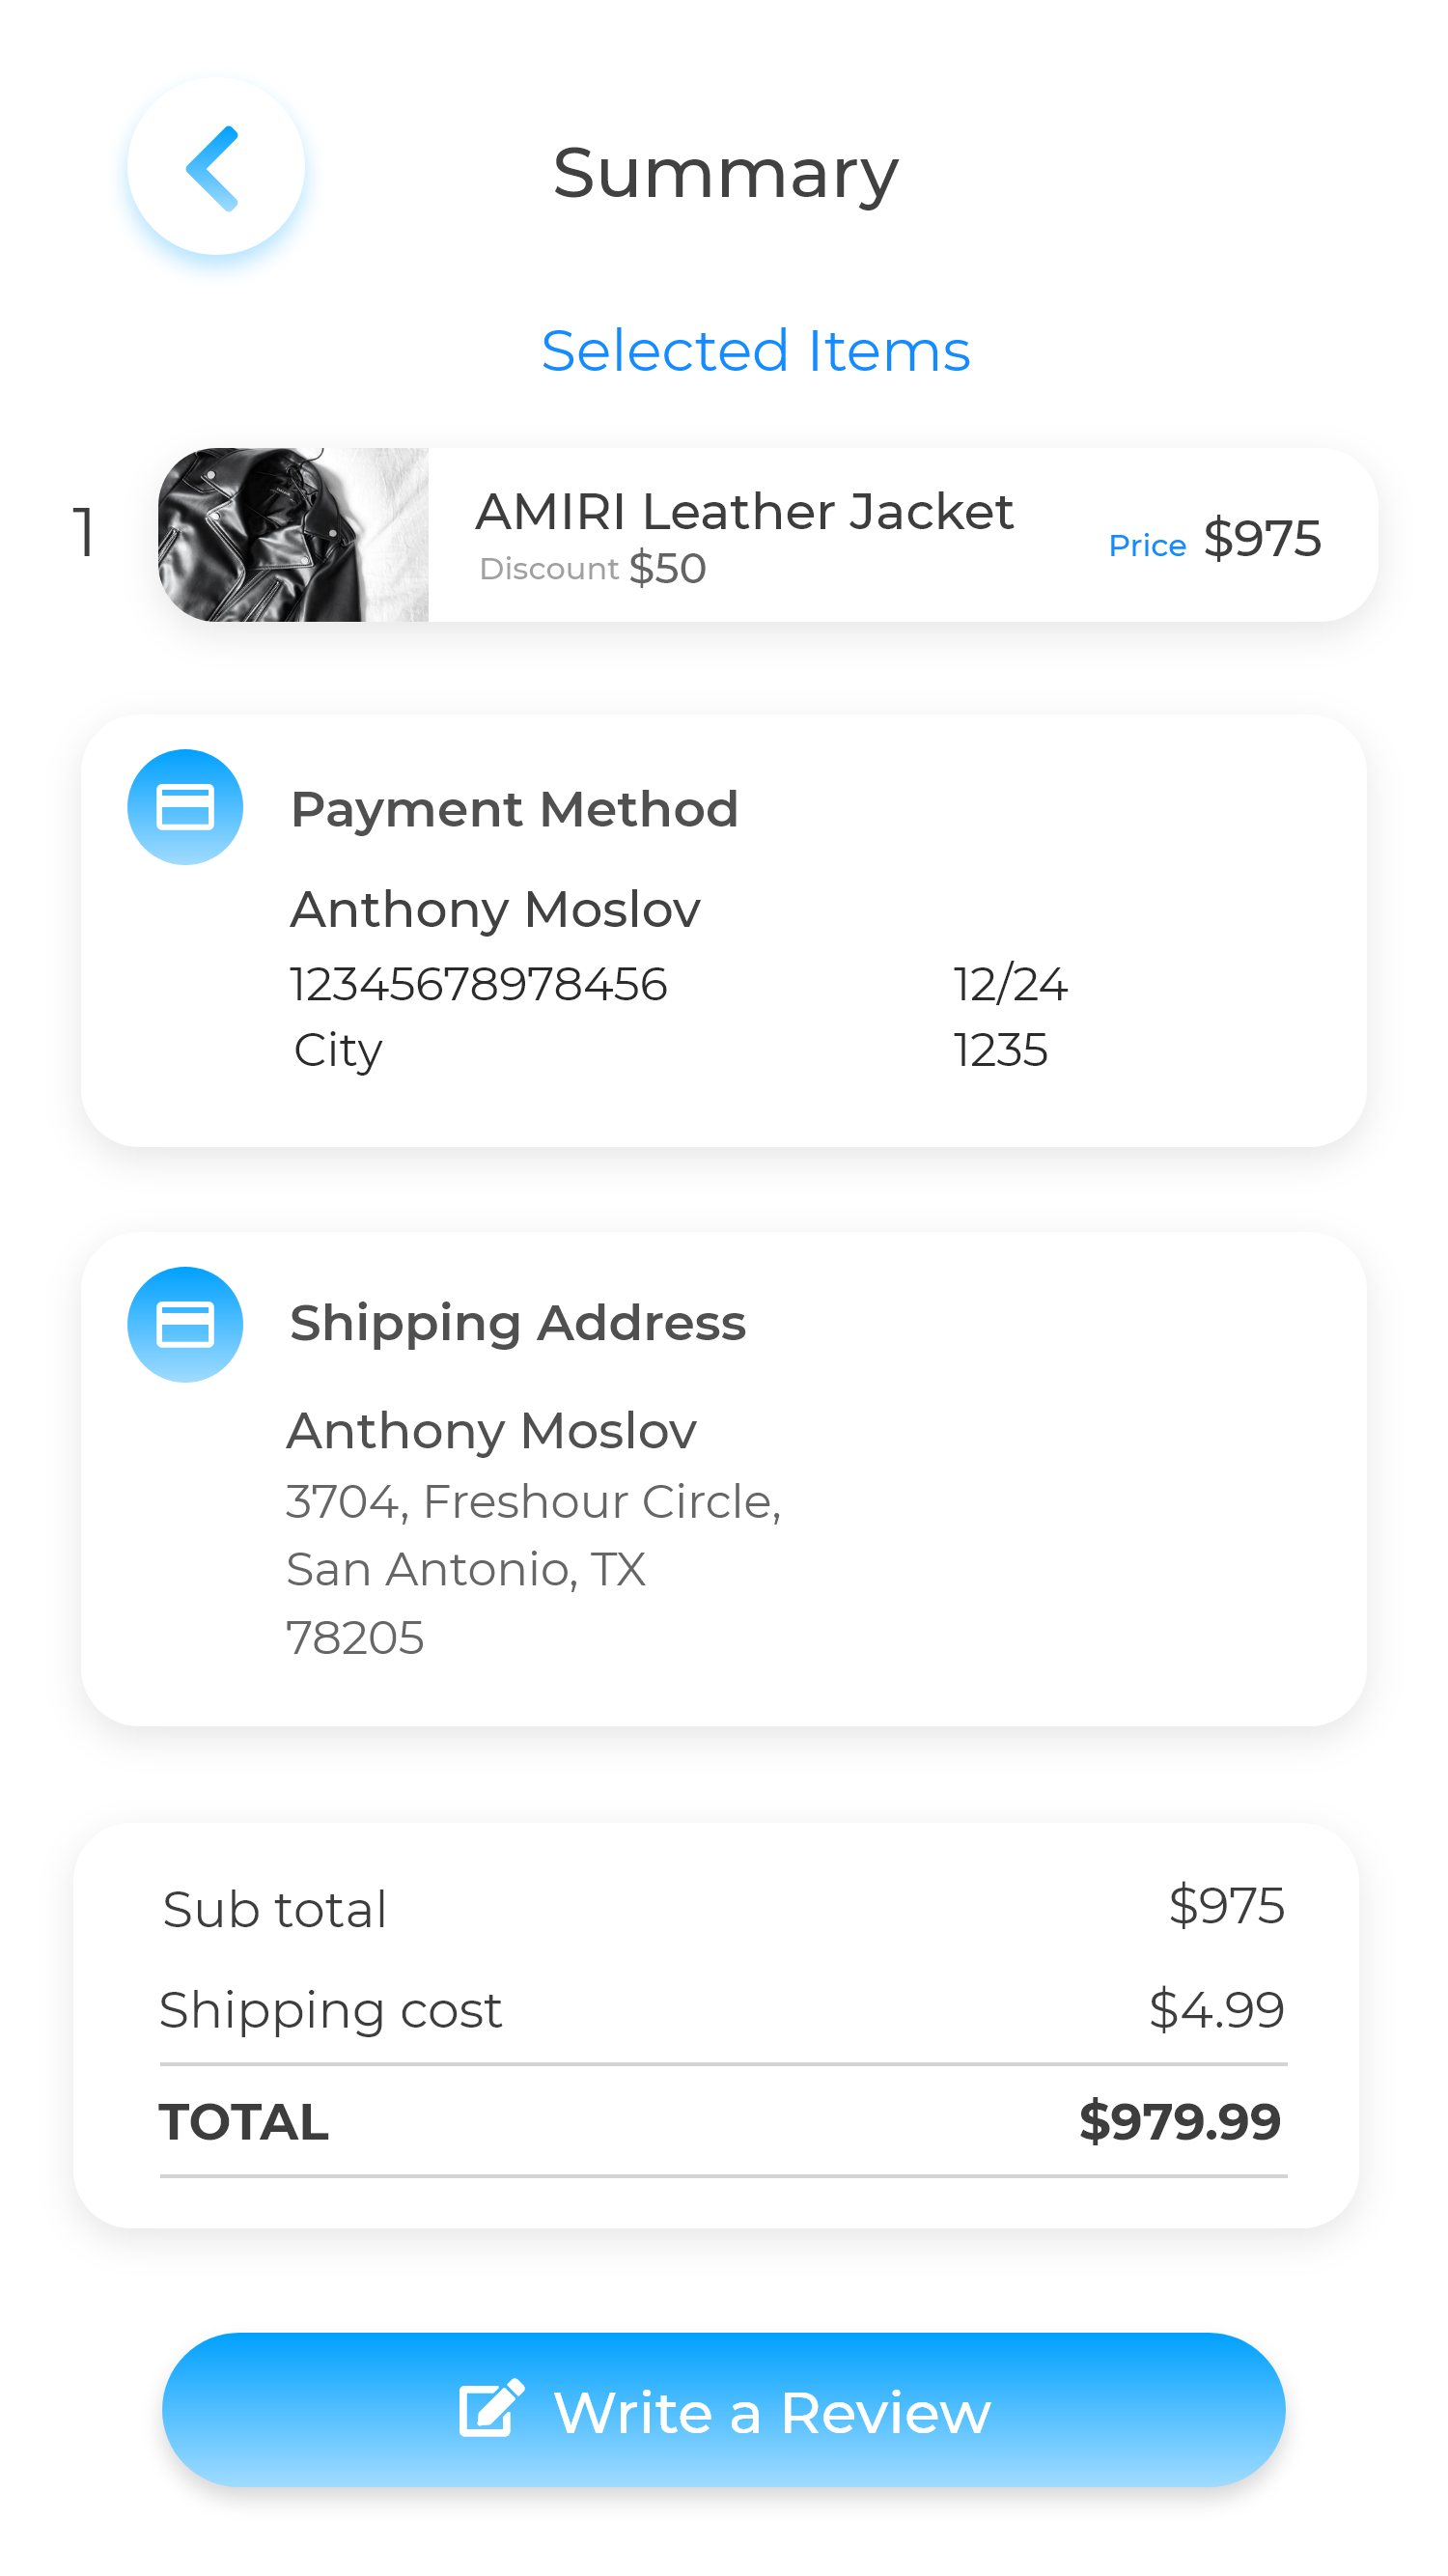 Summary
Selected Items
1
AMIRI Leather Jacket
Discount $50
Price $975
Payment Method
Anthony Moslov
12345678978456 12/24
City 1235
Shipping Address
Anthony Moslov
3704, Freshour Circle,
San Antonio, TX
78205
Sub total $975
Shipping cost $4.99
TOTAL $979.99
Write a Review